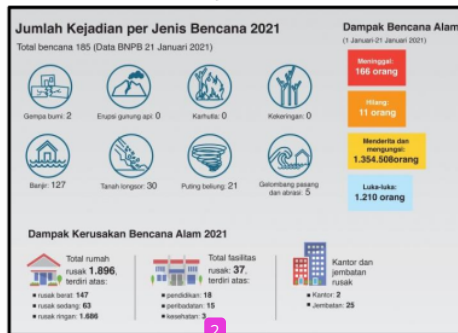 Jumlah Kejadian per Jenis Bencana 2021
Total bencana 185 (Data BNPB 21 Januari 2021)
Gempa bumi: 2
Erupsi gunung api: 0
Karhutla: 0
Kekeringan: 0
Banjir: 127
Tanah longsor: 30
Puting beliung: 21
Gelombang pasang
dan abrasi: 5
Dampak Bencana Alam
(1 Januari-21 Januari 2021)
Meninggal:
166 orang
Hilang:
11 orang
Menderita dan
mengungsi:
1.354.508orang
Luka-luka:
1.210 orang
Dampak Kerusakan Bencana Alam 2021
Total rumah
rusak 1.896,
terdiri atas:
• rusak berat: 147
• rusak sedang: 63
• rusak ringan: 1.686
Total fasilitas
rusak: 37,
terdiri atas:
• pendidikan: 18
• peribadatan: 15
• kesehatan: 3
Kantor dan
jembatan
rusak
• Kantor: 2
• Jembatan: 25
2